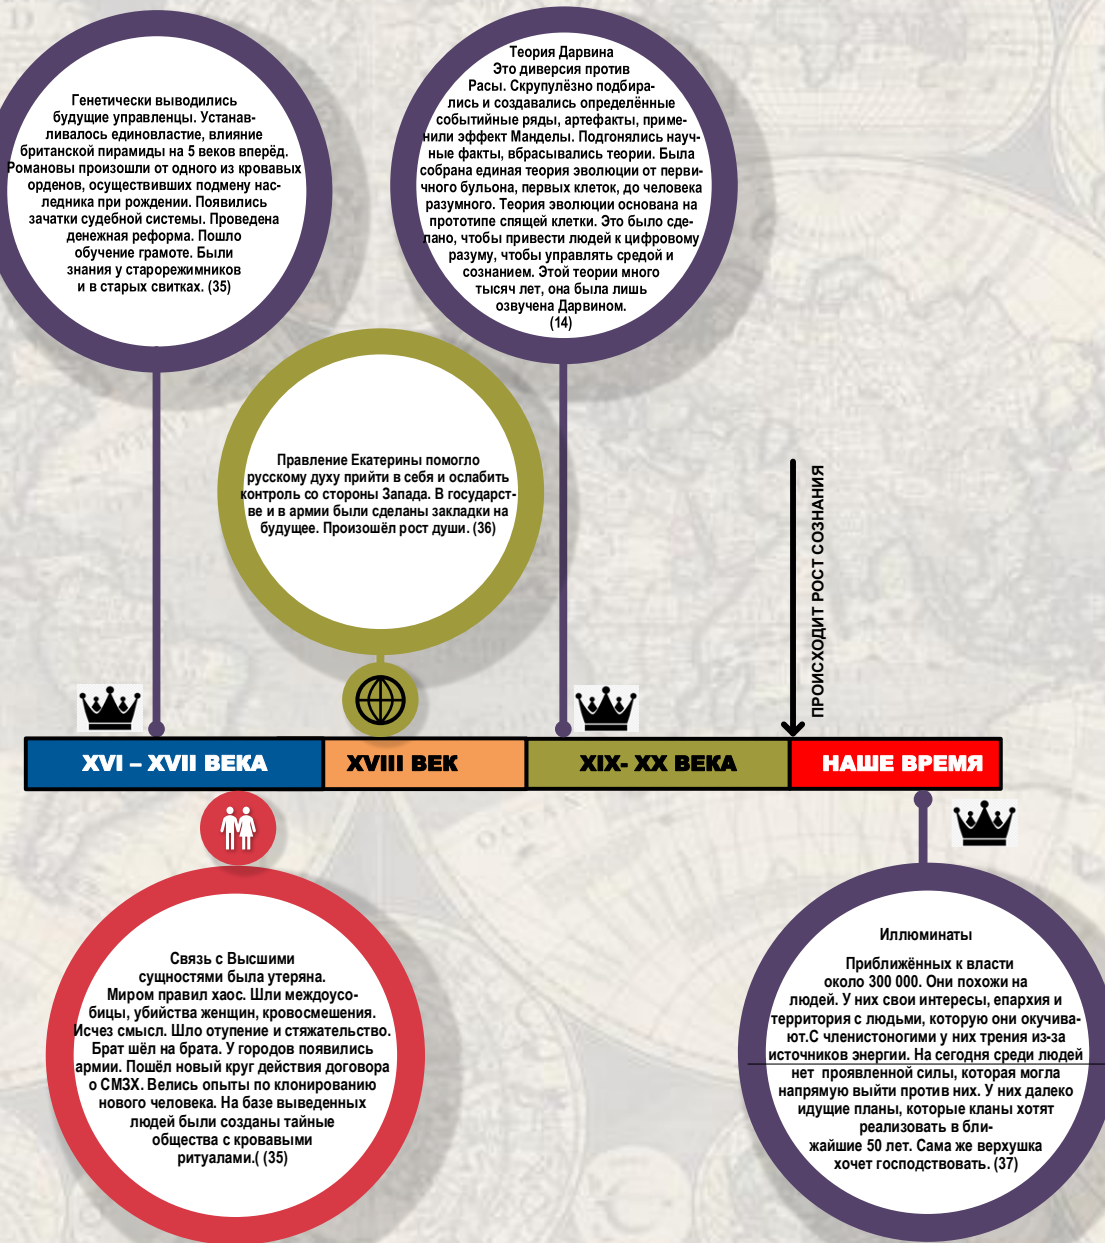 Генетически выводились
будущие управленцы. Устанав-
ливалось единовластие, влияние
британской пирамиды на 5 веков вперёд.
Романовы произошли от одного из кровавых
орденов, осуществивших подмену нас-
ледника при рождении. Появились
зачатки судебной системы. Проведена
денежная реформа. Пошло
обучение грамоте. Были
знания у старорежимников
и в старых свитках. (35)
Теория Дарвина
Это диверсия против
Расы. Скрупулёзно подбира-
лись и создавались определённые
событийные ряды, артефакты, приме-
нили эффект Манделы. Подгонялись науч-
ные факты, вбрасывались теории. Была
собрана единая теория эволюции от перви-
чного бульона, первых клеток, до человека
разумного. Теория эволюции основана на
прототипе спящей клетки. Это было сде-
лано, чтобы привести людей к цифровому
разуму, чтобы управлять средой и
сознанием. Этой теории много
тысяч лет, она была лишь
озвучена Дарвином.
(14)
Правление Екатерины помогло
русскому духу прийти в себя и ослабить
контроль со стороны Запада. В государст-
ве и в армии были сделаны закладки на
будущее. Произошёл рост души. (36)
ПРОИСХОДИТ РОСТ СОЗНАНИЯ
XVI – XVII ВЕКА
XVIII ВЕК
XIX- XX ВЕКА
НАШЕ ВРЕМЯ
Связь с Высшими
сущностями была утеряна.
Миром правил хаос. Шли междоусо-
бицы, убийства женщин, кровосмешения.
Исчез смысл. Шло отупение и стяжательство.
Брат шёл на брата. У городов появились
армии. Пошёл новый круг действия договора
о СМЗХ. Велись опыты по клонированию
нового человека. На базе выведенных
людей были созданы тайные
общества с кровавыми
ритуалами.( (35)
Иллюминаты
Приближённых к власти
около 300 000. Они похожи на
людей. У них свои интересы, епархия и
территория с людьми, которую они окучива-
ют.С членистоногими у них трения из-за
источников энергии. На сегодня среди людей
нет проявленной силы, которая могла
напрямую выйти против них. У них далеко
идущие планы, которые кланы хотят
реализовать в бли-
жайшие 50 лет. Сама же верхушка
хочет господствовать. (37)